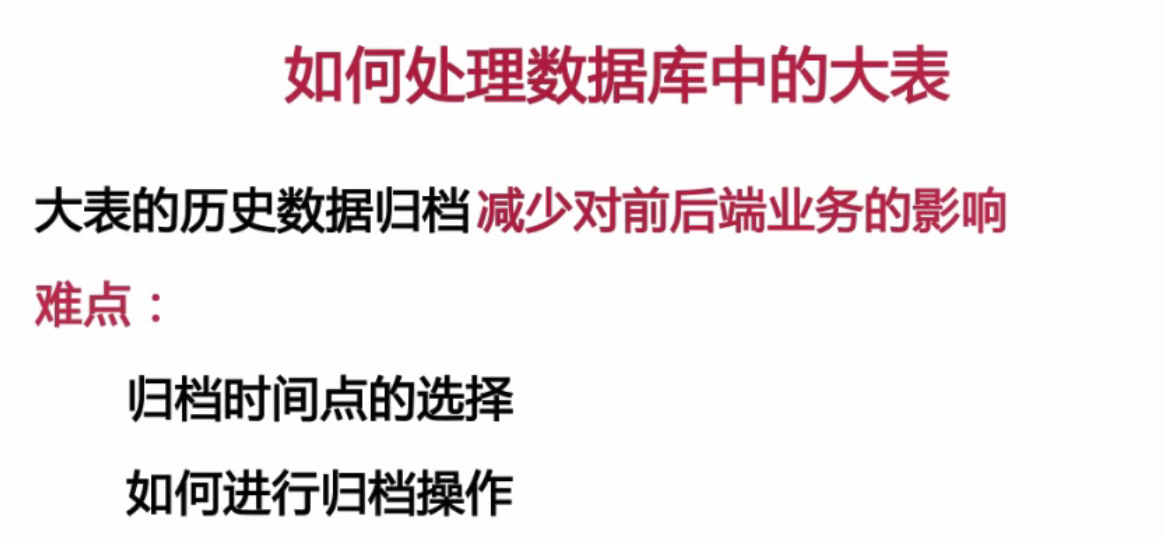 如何处理数据库中的大表
大表的历史数据归档减少对前后端业务的影响
难点：
归档时间点的选择
如何进行归档操作